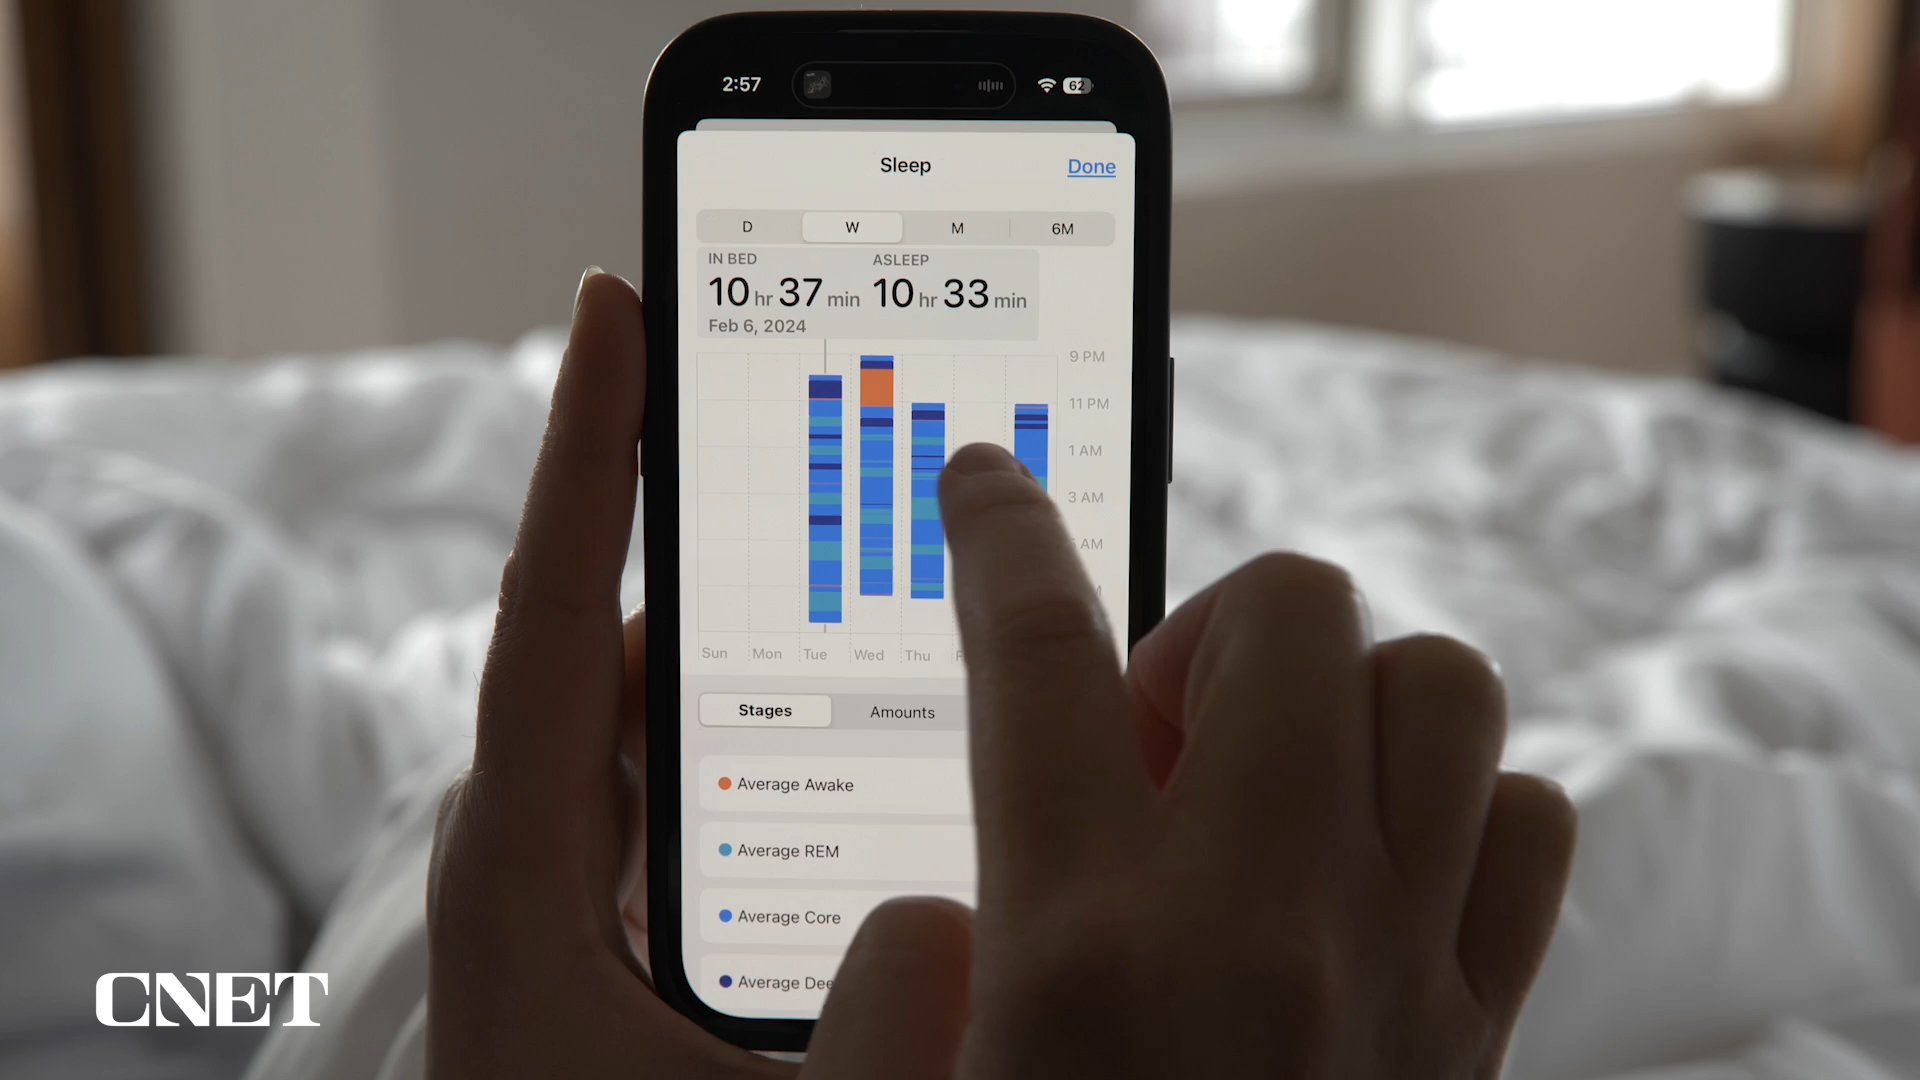 2:57
62
Sleep
Done
D W M 6M
IN BED ASLEEP
10 hr 37 min 10 hr 33 min
Feb 6, 2024
9 PM
11 PM
1 AM
3 AM
AM
Sun Mon Tue Wed Thu
Stages Amounts
Average Awake
Average REM
Average Core
Average
CNET